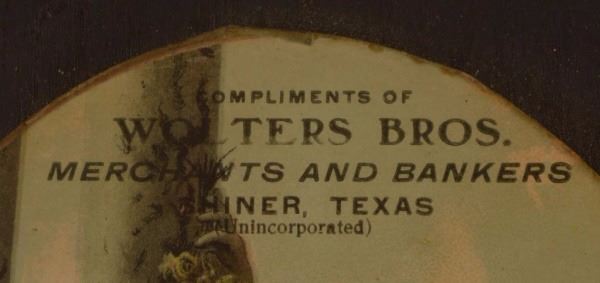 COMPLIMENTS OF
WOLTERS BROS.
MERCHANTS AND BANKERS
SHINER, TEXAS
(Unincorporated)